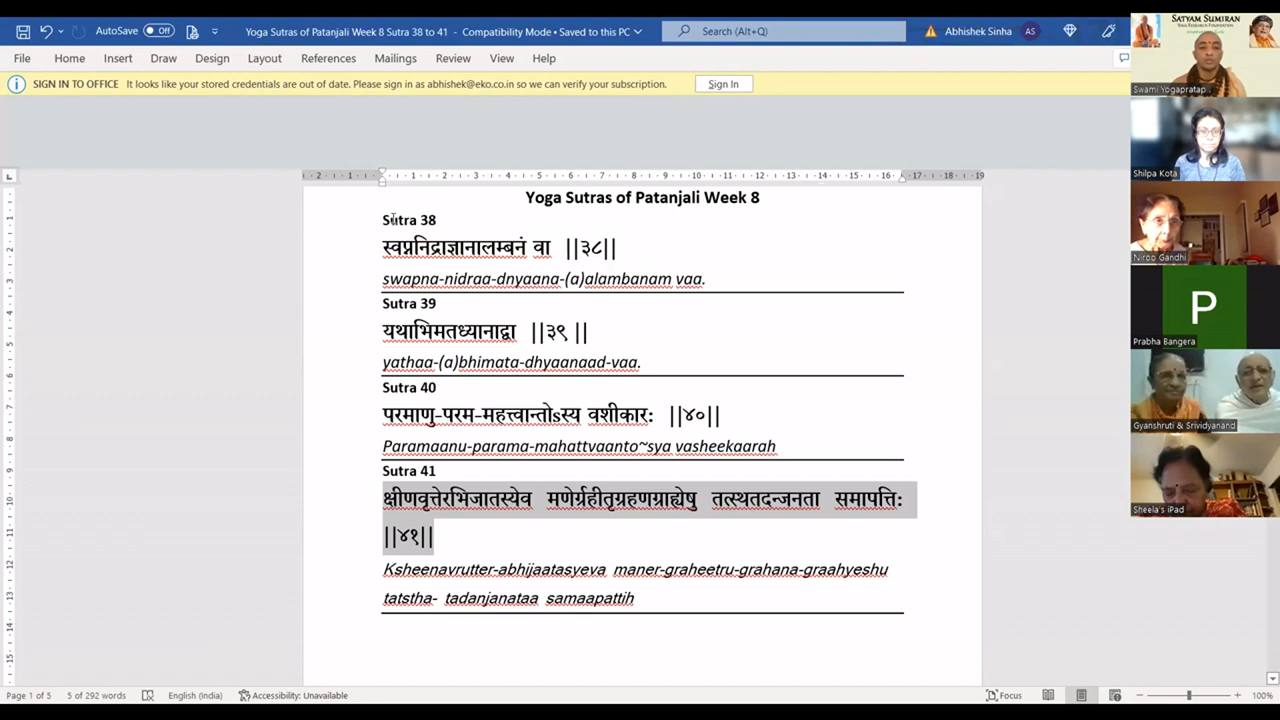 AutoSave Off
Yoga Sutras of Patanjali Week 8 Sutra 38 to 41 - Compatibility Mode • Saved to this PC
Search (Alt+Q)
Abhishek Sinha AS
File Home Insert Draw Design Layout References Mailings Review View Help
SIGN IN TO OFFICE It looks like your stored credentials are out of date. Please sign in as abhishek@eko.co.in so we can verify your subscription. Sign In
Yoga Sutras of Patanjali Week 8
Sutra 38
स्वप्ननिद्राज्ञानालम्बनं वा ||३८||
swapna-nidraa-dnyaana-(a)alambanam vaa.
Sutra 39
यथाभिमतध्यानाद्वा ||३९ ||
yathaa-(a)bhimata-dhyaanaad-vaa.
Sutra 40
परमाणु-परम-महत्त्वान्तोsस्य वशीकार: ||४०||
Paramaanu-parama-mahattvaanto~sya vasheekaarah
Sutra 41
क्षीणवृत्तेरभिजातस्येव मणेर्ग्रहीतृग्रहणग्राह्येषु तत्स्थतदन्जनता समापत्ति:
||४१||
Ksheenavrutter-abhijaatasyeva maner-graheetru-grahana-graahyeshu
tatstha- tadanjanataa samaapattih
Page 1 of 5 5 of 292 words English (India) Accessibility: Unavailable Focus 100%
SATYAM SUMIRAN
Swami Yogapratap .
Shilpa Kota
Niroo Gandhi
P
Prabha Bangera
Gyanshruti & Srividyanand
Sheela's iPad